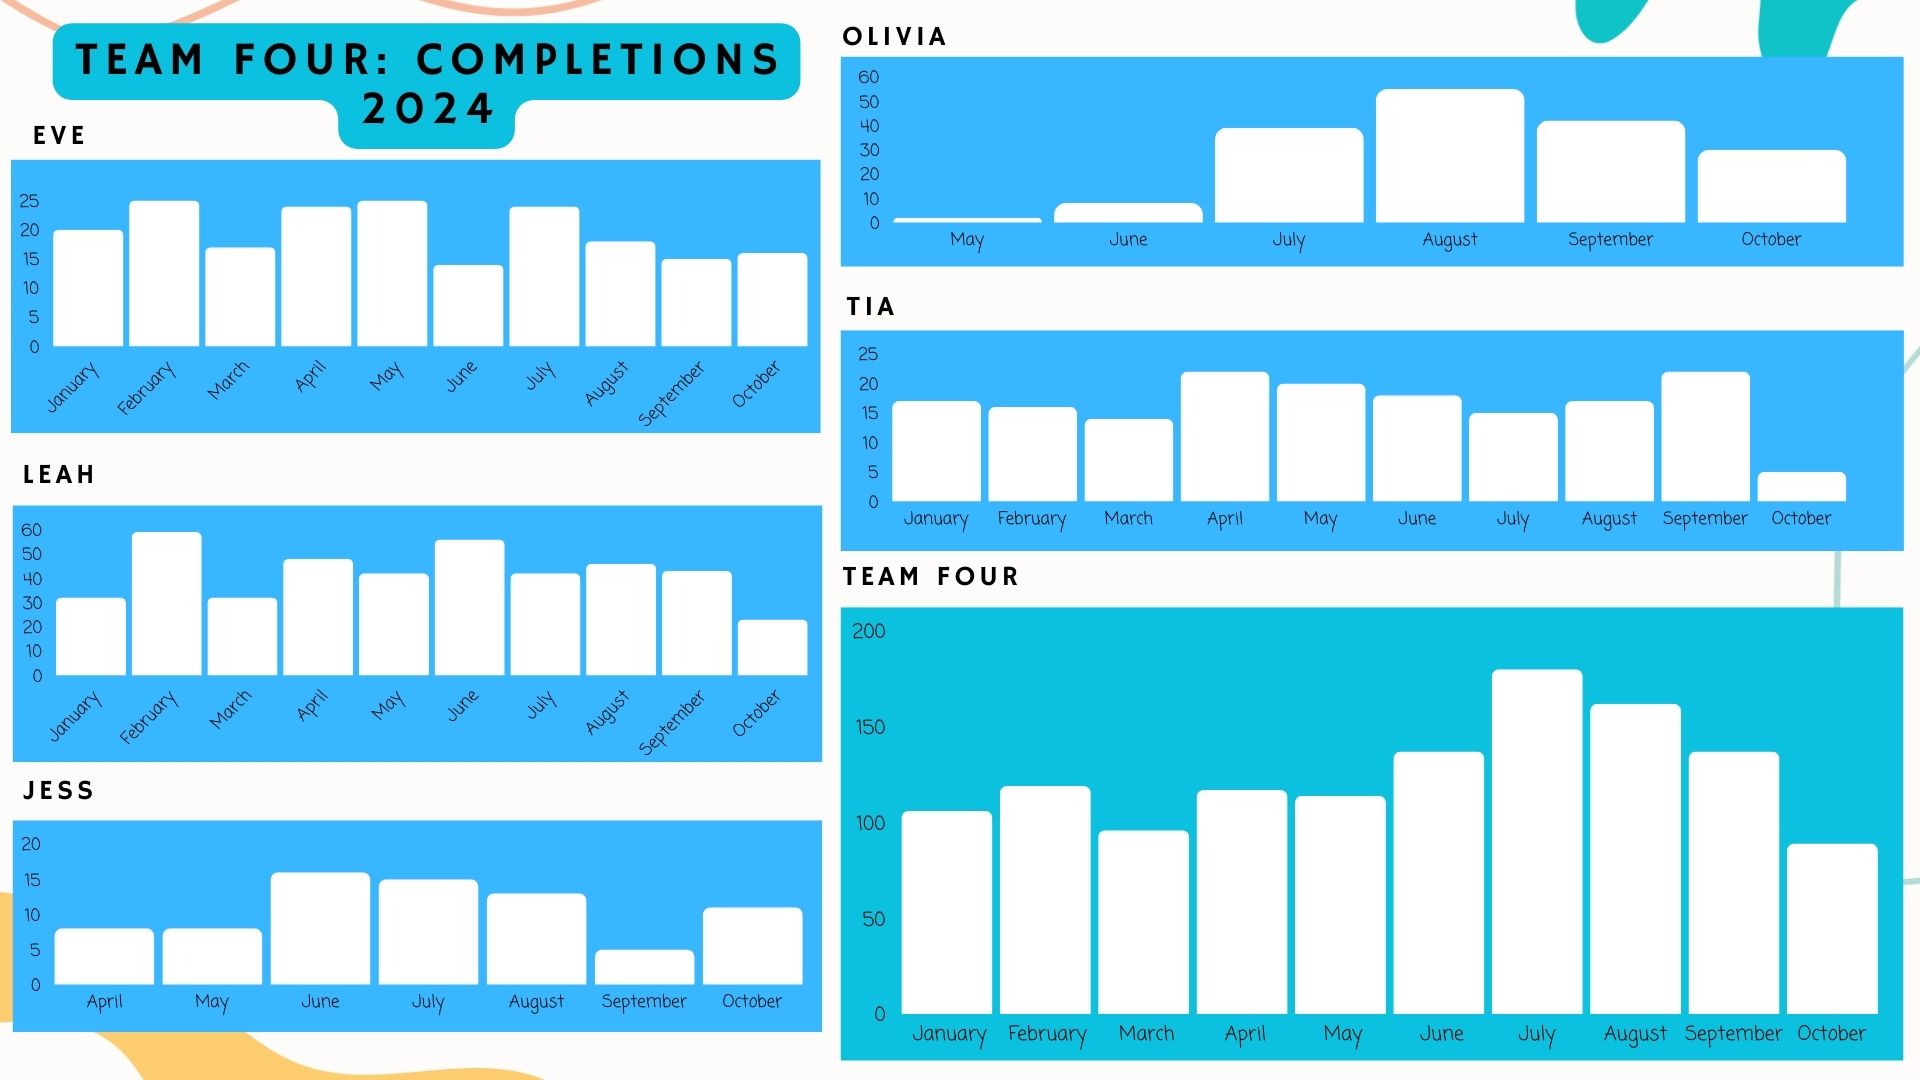 TEAM FOUR: COMPLETIONS
2024
EVE
25
20
15
10
5
0
January February March April May June July August September October
LEAH
60
50
40
30
20
10
0
January February March April May June July August September October
JESS
20
15
10
5
0
April May June July August September October
OLIVIA
60
50
40
30
20
10
0
May June July August September October
TIA
25
20
15
10
5
0
January February March April May June July August September October
TEAM FOUR
200
150
100
50
0
January February March April May June July August September October